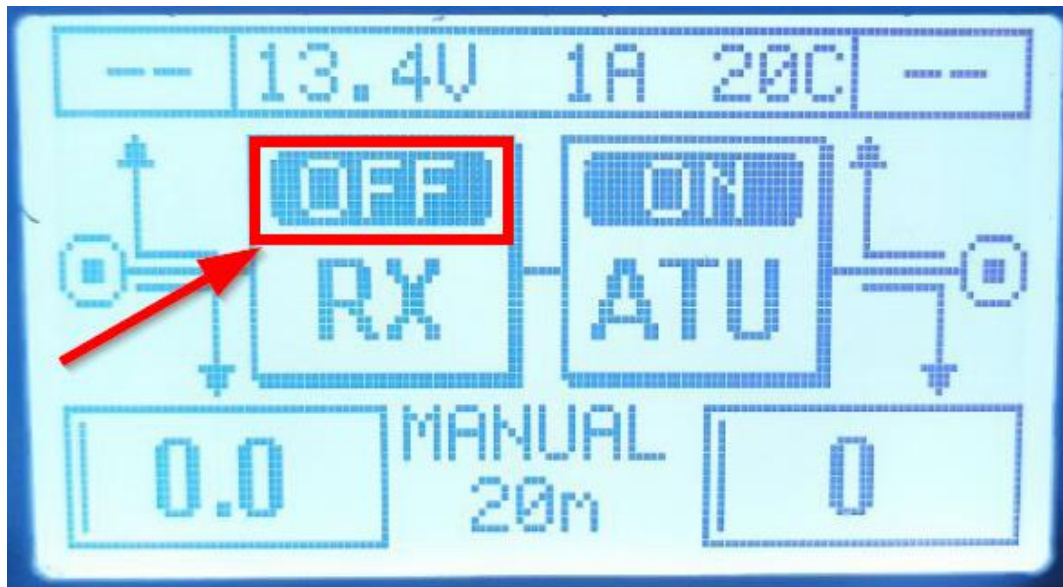 -- 13.4V 1A 20C --
OFF ON
RX ATU
MANUAL
0.0 20m 0